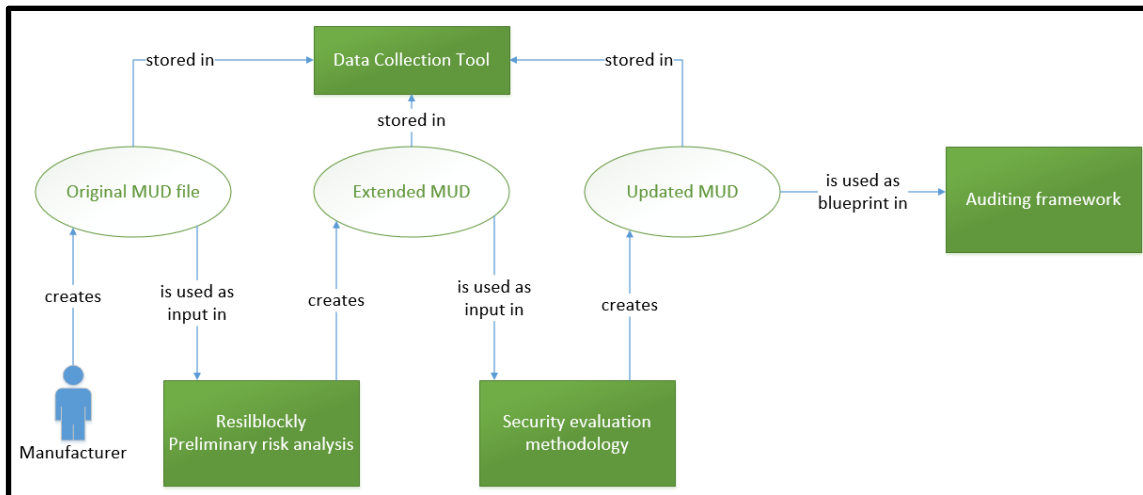 stored in
Data Collection Tool
stored in
stored in
Original MUD file
Extended MUD
Updated MUD
is used as
blueprint in
Auditing framework
creates
is used as
input in
creates
is used as
input in
creates
Manufacturer
Resilblockly
Preliminary risk analysis
Security evaluation
methodology